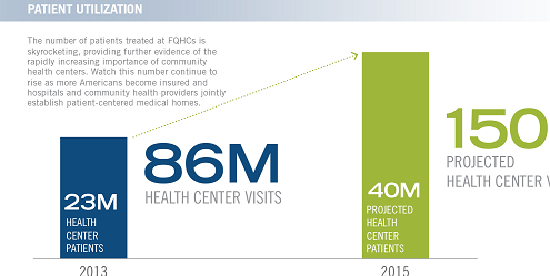 PATIENT UTILIZATION
The number of patients treated at FQHCs is
skyrocketing, providing further evidence of the
rapidly increasing importance of community
health centers. Watch this number continue to
rise as more Americans become insured and
hospitals and community health providers jointly
establish patient-centered medical homes.
86M
HEALTH CENTER VISITS
23M
HEALTH
CENTER
PATIENTS
2013
150
PROJECTED
HEALTH CENTER
40M
PROJECTED
HEALTH
CENTER
PATIENTS
2015